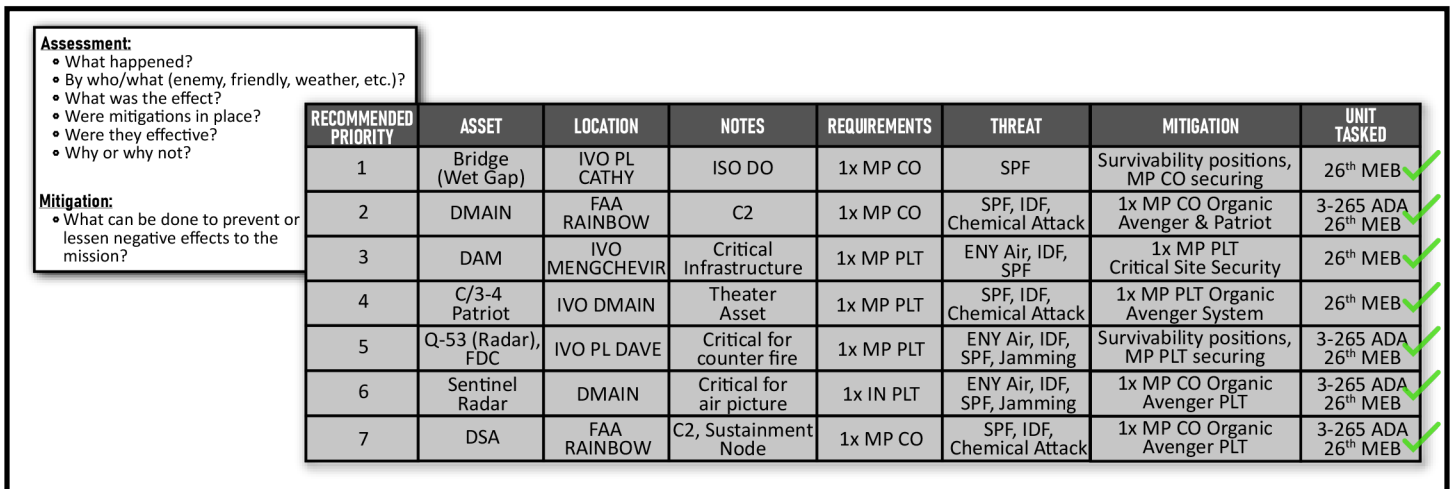 Assessment:
• What happened?
• By who/what (enemy, friendly, weather, etc.)?
• What was the effect?
• Were mitigations in place?
• Were they effective?
• Why or why not?
Mitigation:
• What can be done to prevent or
lessen negative effects to the
mission?
RECOMMENDED PRIORITY ASSET LOCATION NOTES REQUIREMENTS THREAT MITIGATION UNIT TASKED
1 Bridge (Wet Gap) IVO PL CATHY ISO DO 1x MP CO SPF Survivability positions, MP CO securing 26th MEB
2 DMAIN FAA RAINBOW C2 1x MP CO SPF, IDF, Chemical Attack 1x MP CO Organic Avenger & Patriot 3-265 ADA 26th MEB
3 DAM IVO MENGCHEVIR Critical Infrastructure 1x MP PLT ENY Air, IDF, SPF 1x MP PLT Critical Site Security 26th MEB
4 C/3-4 Patriot IVO DMAIN Theater Asset 1x MP PLT SPF, IDF, Chemical Attack 1x MP PLT Organic Avenger System 26th MEB
5 Q-53 (Radar), FDC IVO PL DAVE Critical for counter fire 1x MP PLT ENY Air, IDF, SPF, Jamming Survivability positions, MP PLT securing 3-265 ADA 26th MEB
6 Sentinel Radar DMAIN Critical for air picture 1x IN PLT ENY Air, IDF, SPF, Jamming 1x MP CO Organic Avenger PLT 3-265 ADA 26th MEB
7 DSA FAA RAINBOW C2, Sustainment Node 1x MP CO SPF, IDF, Chemical Attack 1x MP CO Organic Avenger PLT 3-265 ADA 26th MEB